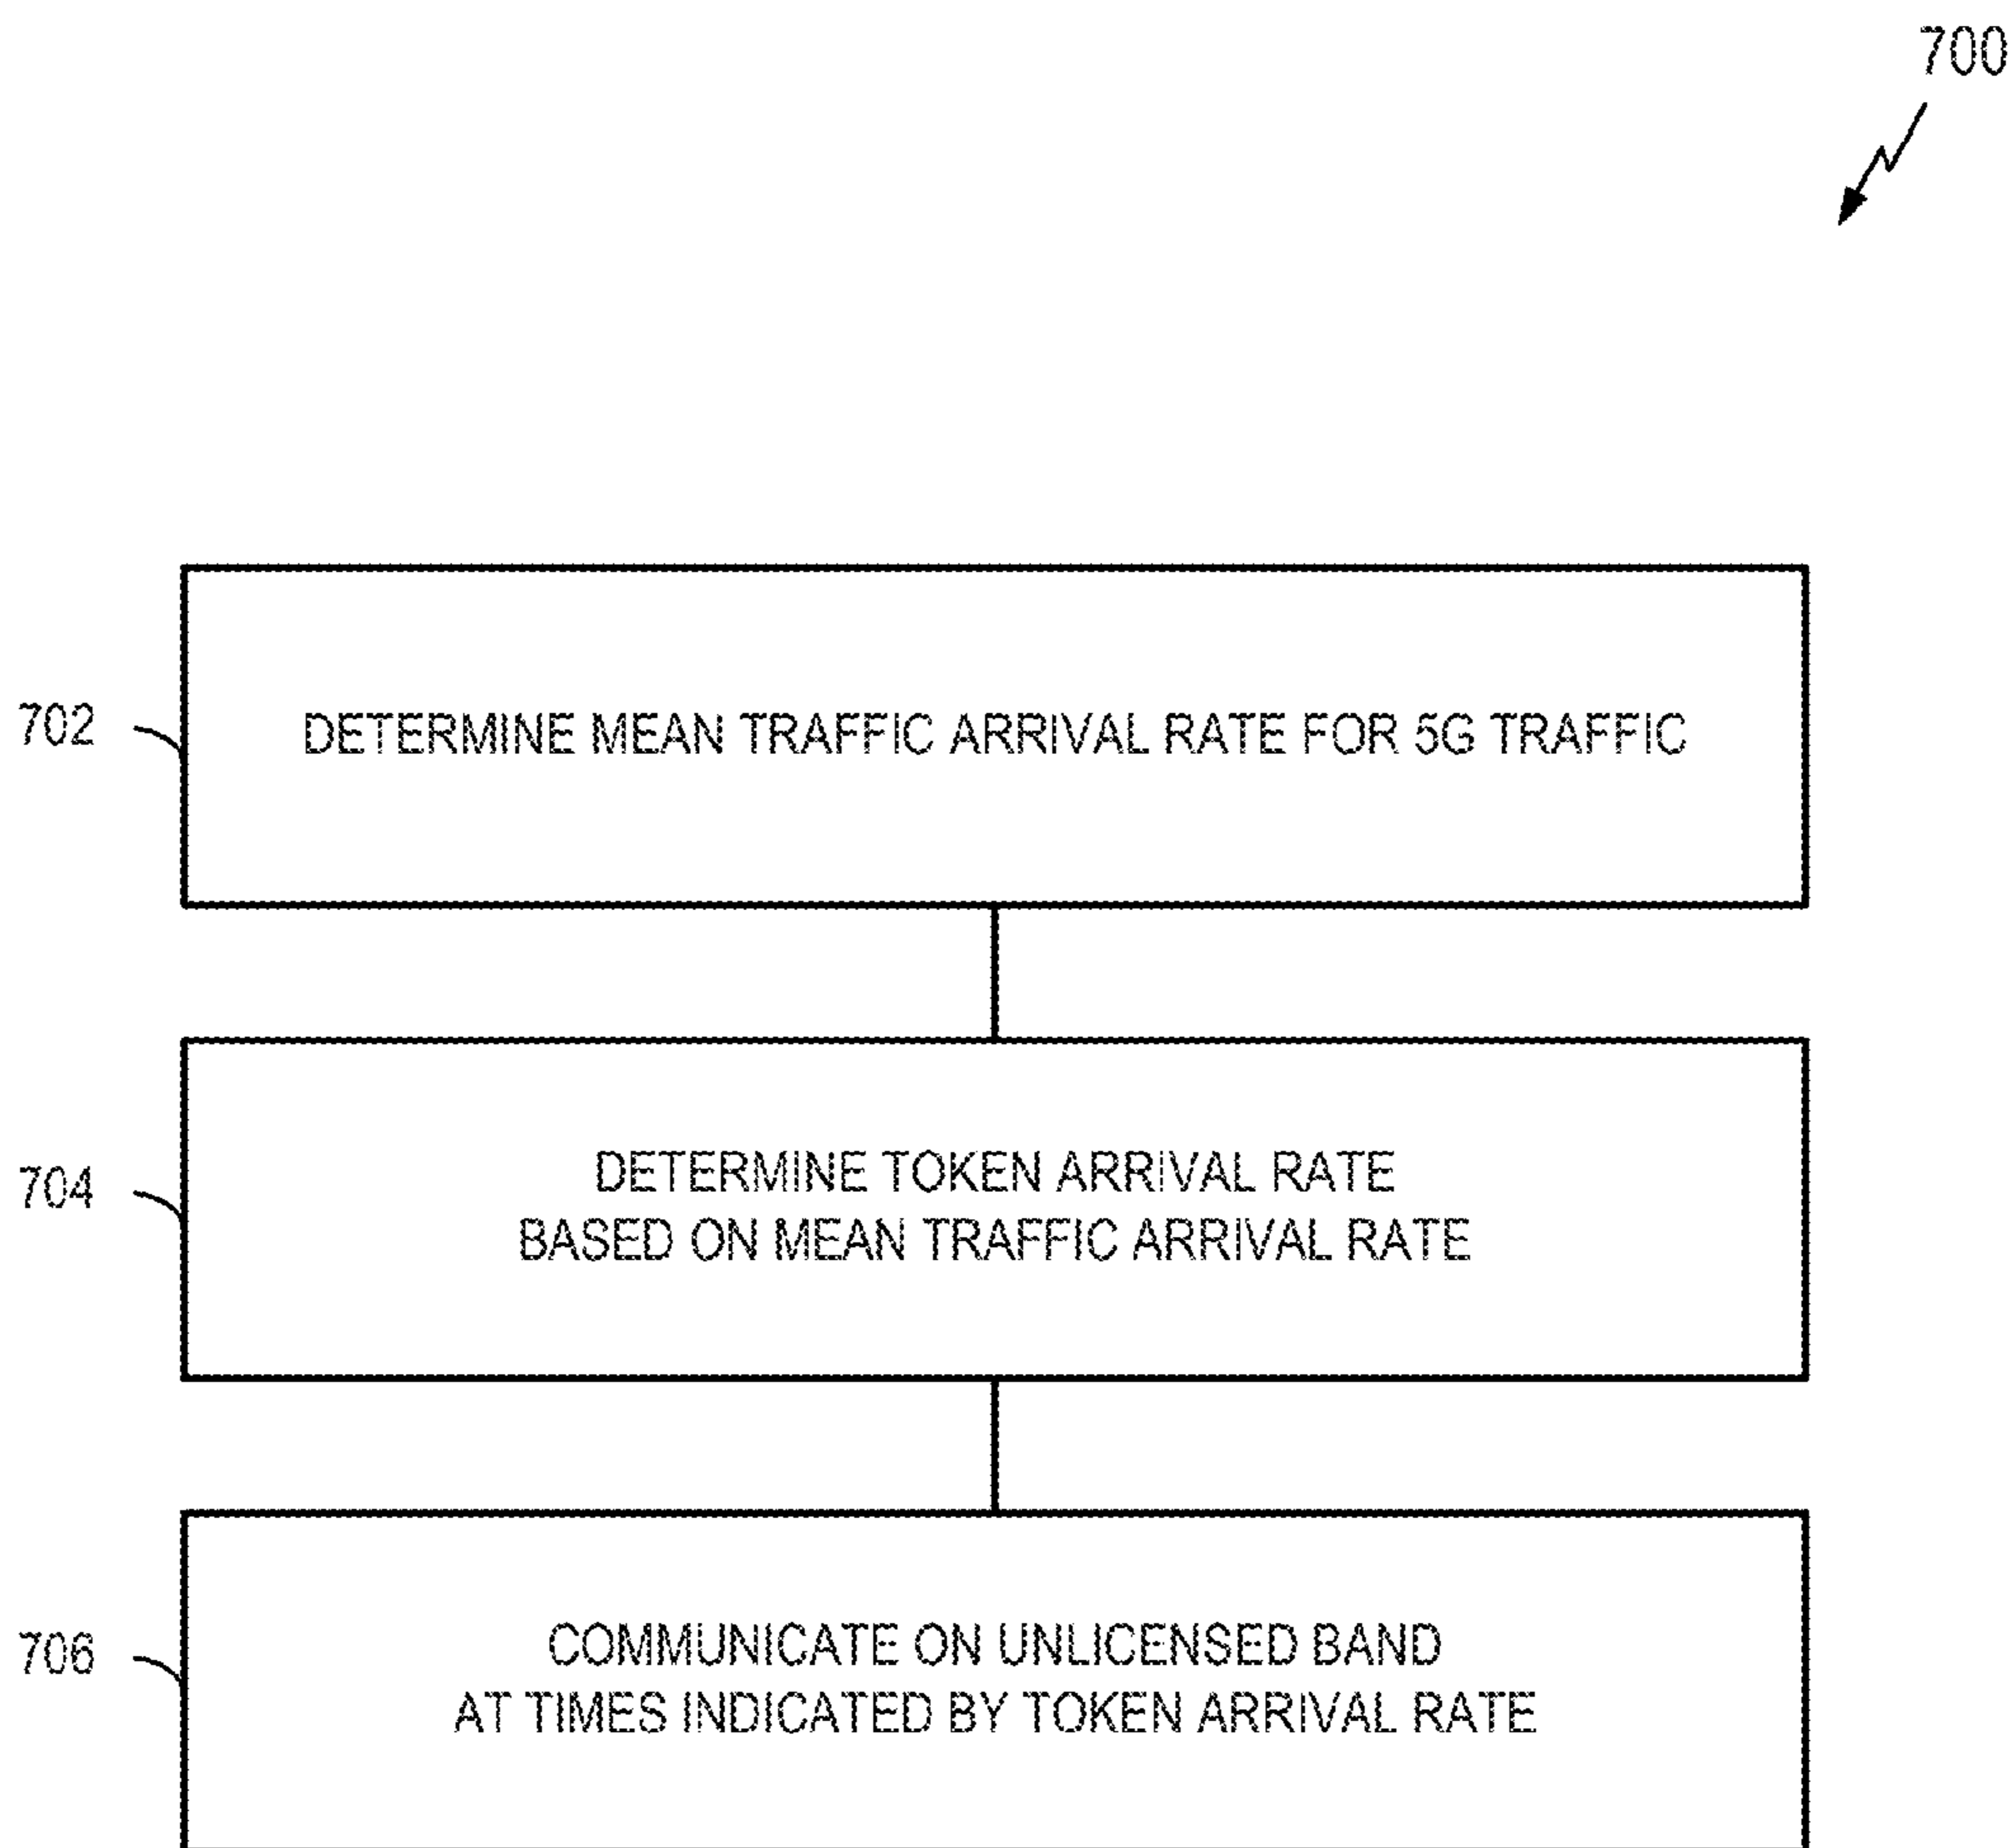 700
702
DETERMINE MEAN TRAFFIC ARRIVAL RATE FOR 5G TRAFFIC
704
DETERMINE TOKEN ARRIVAL RATE
BASED ON MEAN TRAFFIC ARRIVAL RATE
706
COMMUNICATE ON UNLICENSED BAND
AT TIMES INDICATED BY TOKEN ARRIVAL RATE